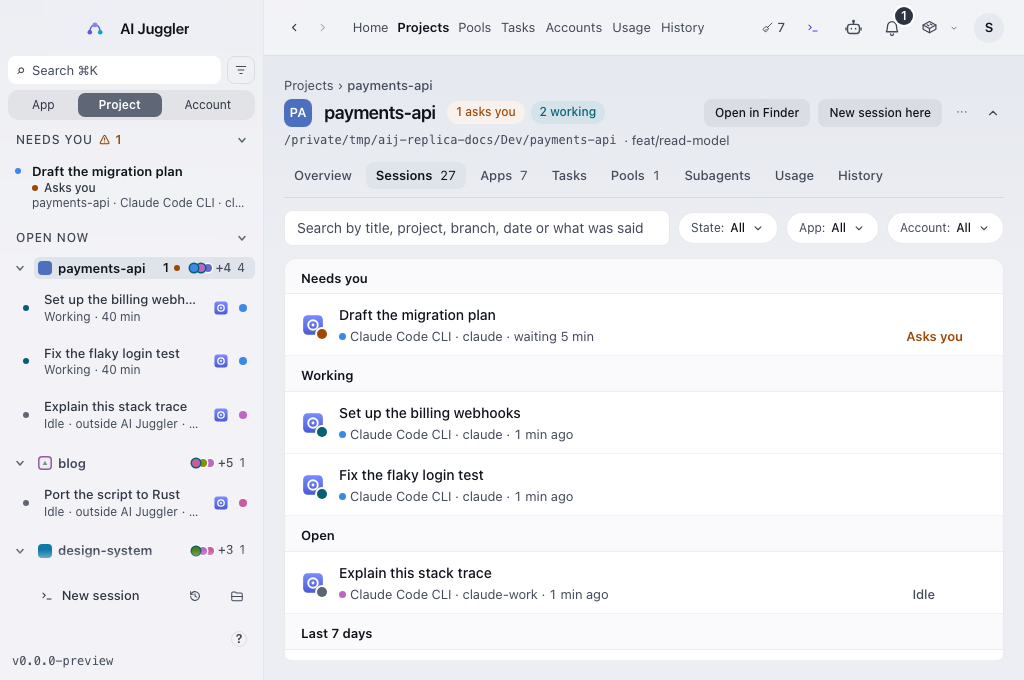 AI Juggler
Search ⌘K
App Project Account
NEEDS YOU 1
Draft the migration plan
Asks you
payments-api · Claude Code CLI · cl...
OPEN NOW
payments-api 1 +4 4
Set up the billing webh...
Working · 40 min
Fix the flaky login test
Working · 40 min
Explain this stack trace
Idle · outside AI Juggler · ...
blog +5 1
Port the script to Rust
Idle · outside AI Juggler · ...
design-system +3 1
New session
?
v0.0.0-preview
Home Projects Pools Tasks Accounts Usage History 7 1 S
Projects › payments-api
PA payments-api 1 asks you 2 working Open in Finder New session here ...
/private/tmp/aij-replica-docs/Dev/payments-api · feat/read-model
Overview Sessions 27 Apps 7 Tasks Pools 1 Subagents Usage History
Search by title, project, branch, date or what was said State: All App: All Account: All
Needs you
Draft the migration plan
Claude Code CLI · claude · waiting 5 min Asks you
Working
Set up the billing webhooks
Claude Code CLI · claude · 1 min ago
Fix the flaky login test
Claude Code CLI · claude · 1 min ago
Open
Explain this stack trace
Claude Code CLI · claude-work · 1 min ago Idle
Last 7 days